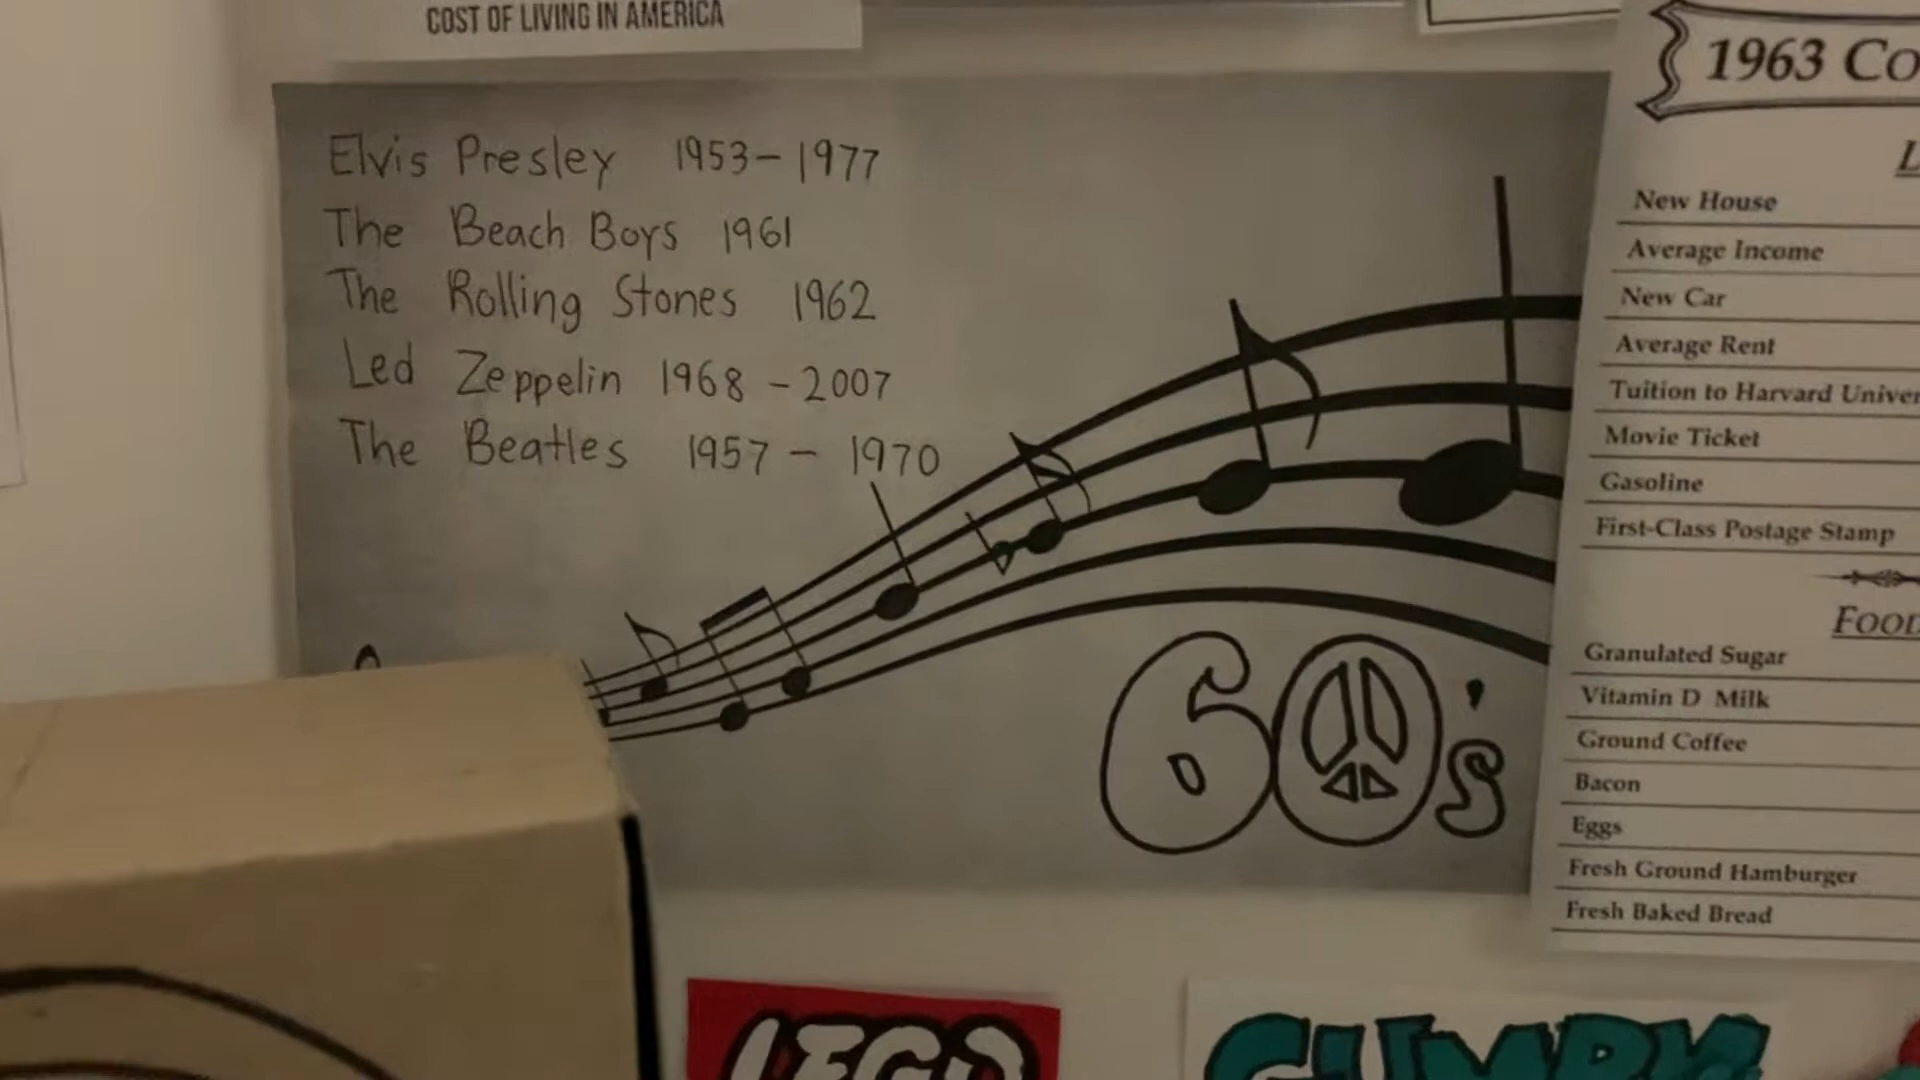 COST OF LIVING IN AMERICA
Elvis Presley 1953-1977
The Beach Boys 1961
The Rolling Stones 1962
Led Zeppelin 1968-2007
The Beatles 1957-1970
60's
1963
New House
Average Income
New Car
Average Rent
Tuition to Harvard
Movie Ticket
Gasoline
First-Class Postage Stamp
FOOD
Granulated Sugar
Vitamin D Milk
Ground Coffee
Bacon
Eggs
Fresh Ground Hamburger
Fresh Baked Bread
LEGO
GUMBY